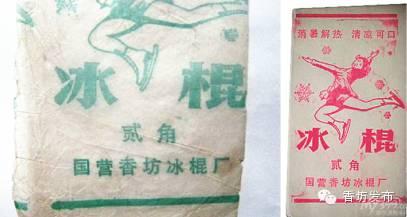 冰 棍
贰角
国营香坊冰棍厂
消暑解热 清凉可口
冰 棍
贰角
国营香坊冰棍厂
香坊发布